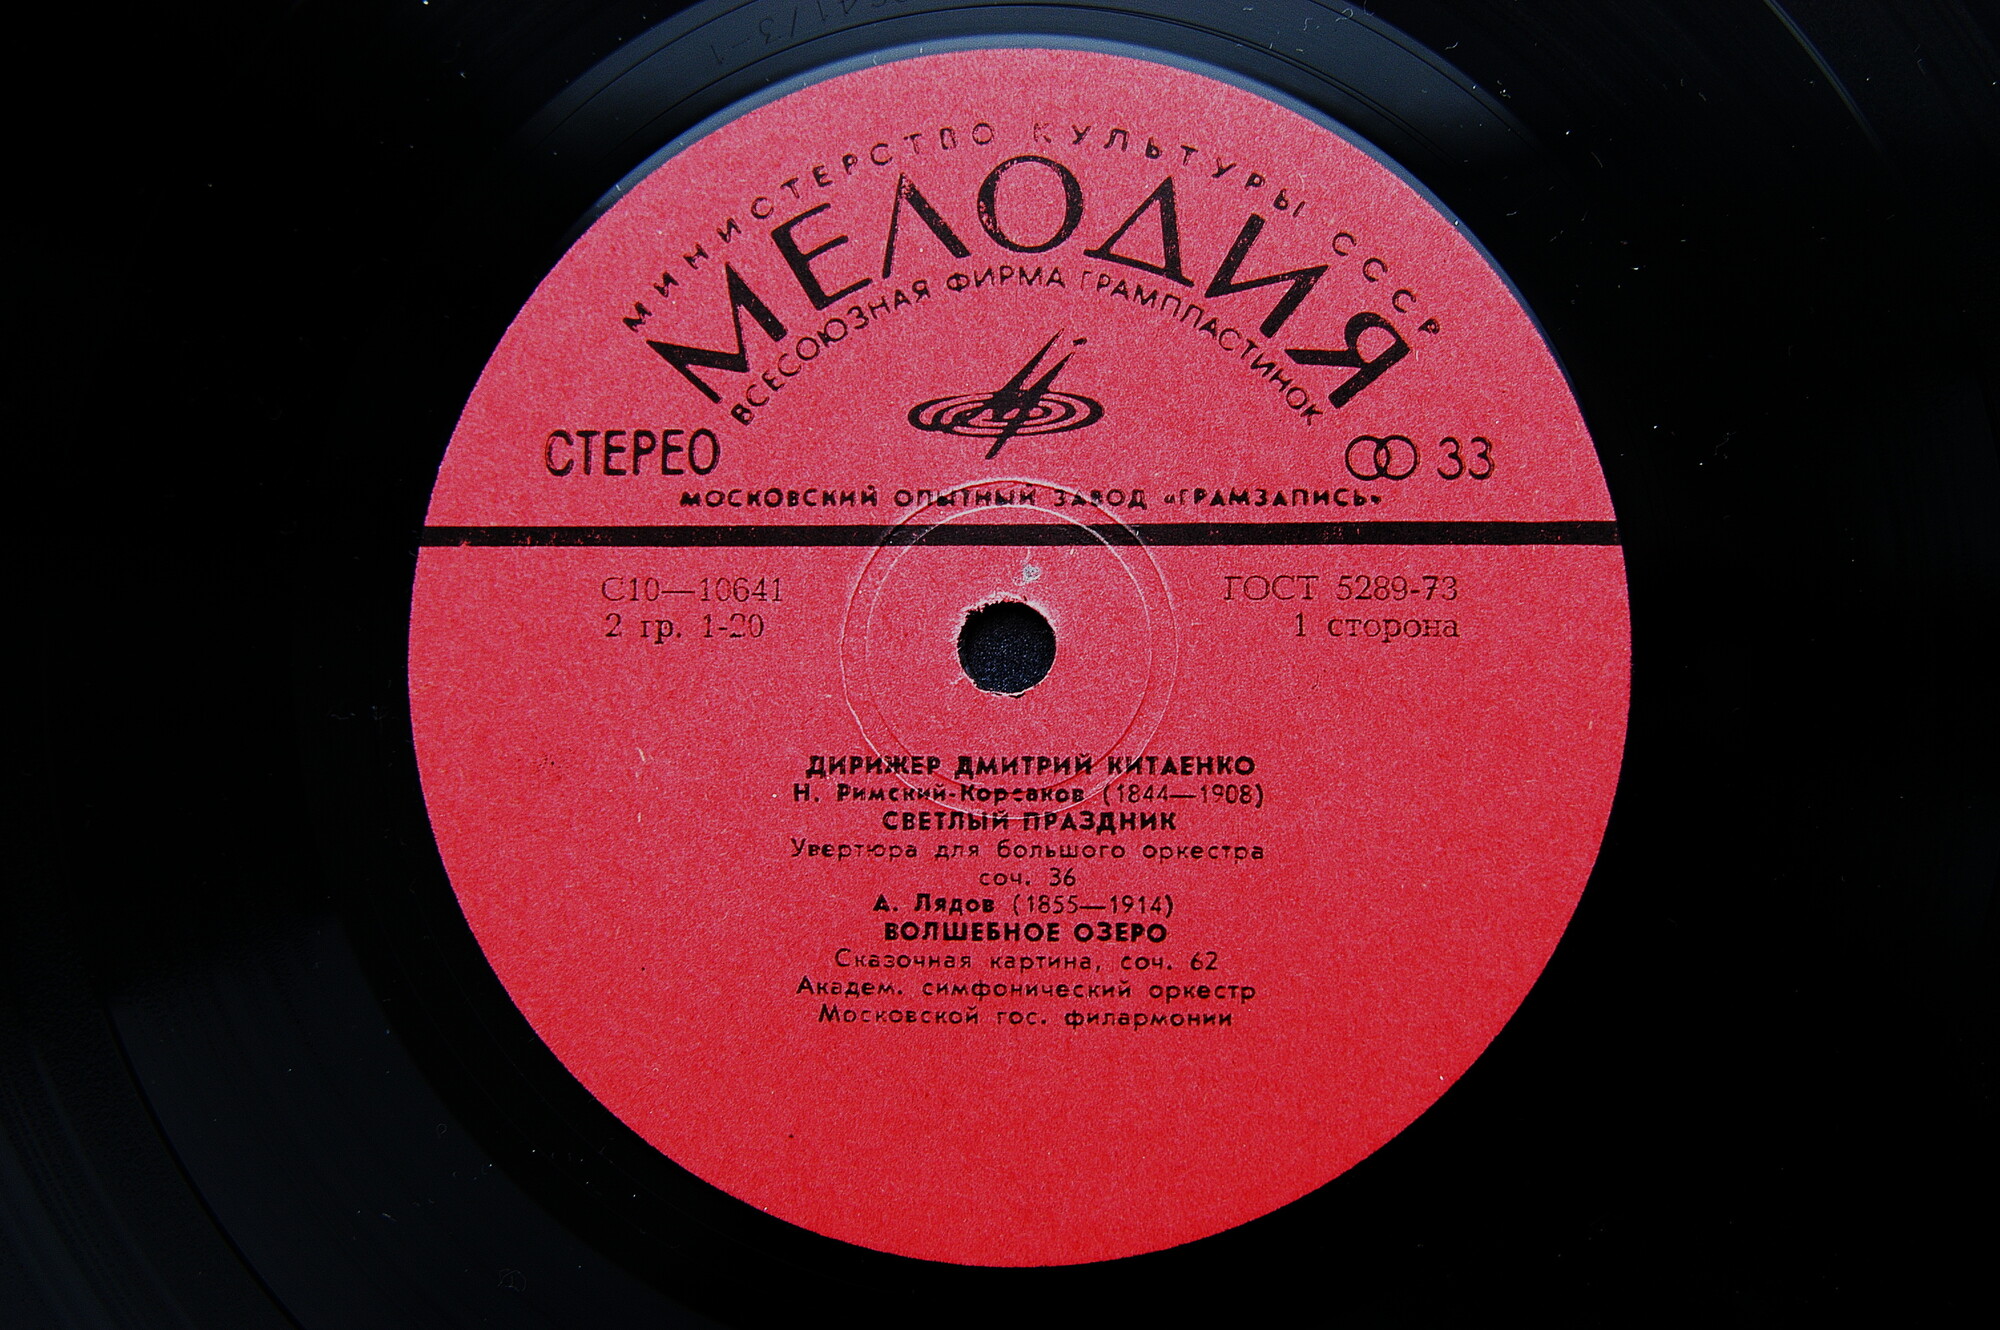 МИНИСТЕРСТВО КУЛЬТУРЫ СССР
МЕЛОДИЯ
ВСЕСОЮЗНАЯ ФИРМА ГРАМПЛАСТИНОК
СТЕРЕО 33
МОСКОВСКИЙ ОПЫТНЫЙ ЗАВОД «ГРАМЗАПИСЬ»
С10—10641 ГОСТ 5289-73
2 гр. 1-20 1 сторона
ДИРИЖЕР ДМИТРИЙ КИТАЕНКО
Н. Римский-Корсаков (1844—1908)
СВЕТЛЫЙ ПРАЗДНИК
Увертюра для большого оркестра
соч. 36
А. Лядов (1855—1914)
ВОЛШЕБНОЕ ОЗЕРО
Сказочная картина, соч. 62
Академ. симфонический оркестр
Московской гос. филармонии